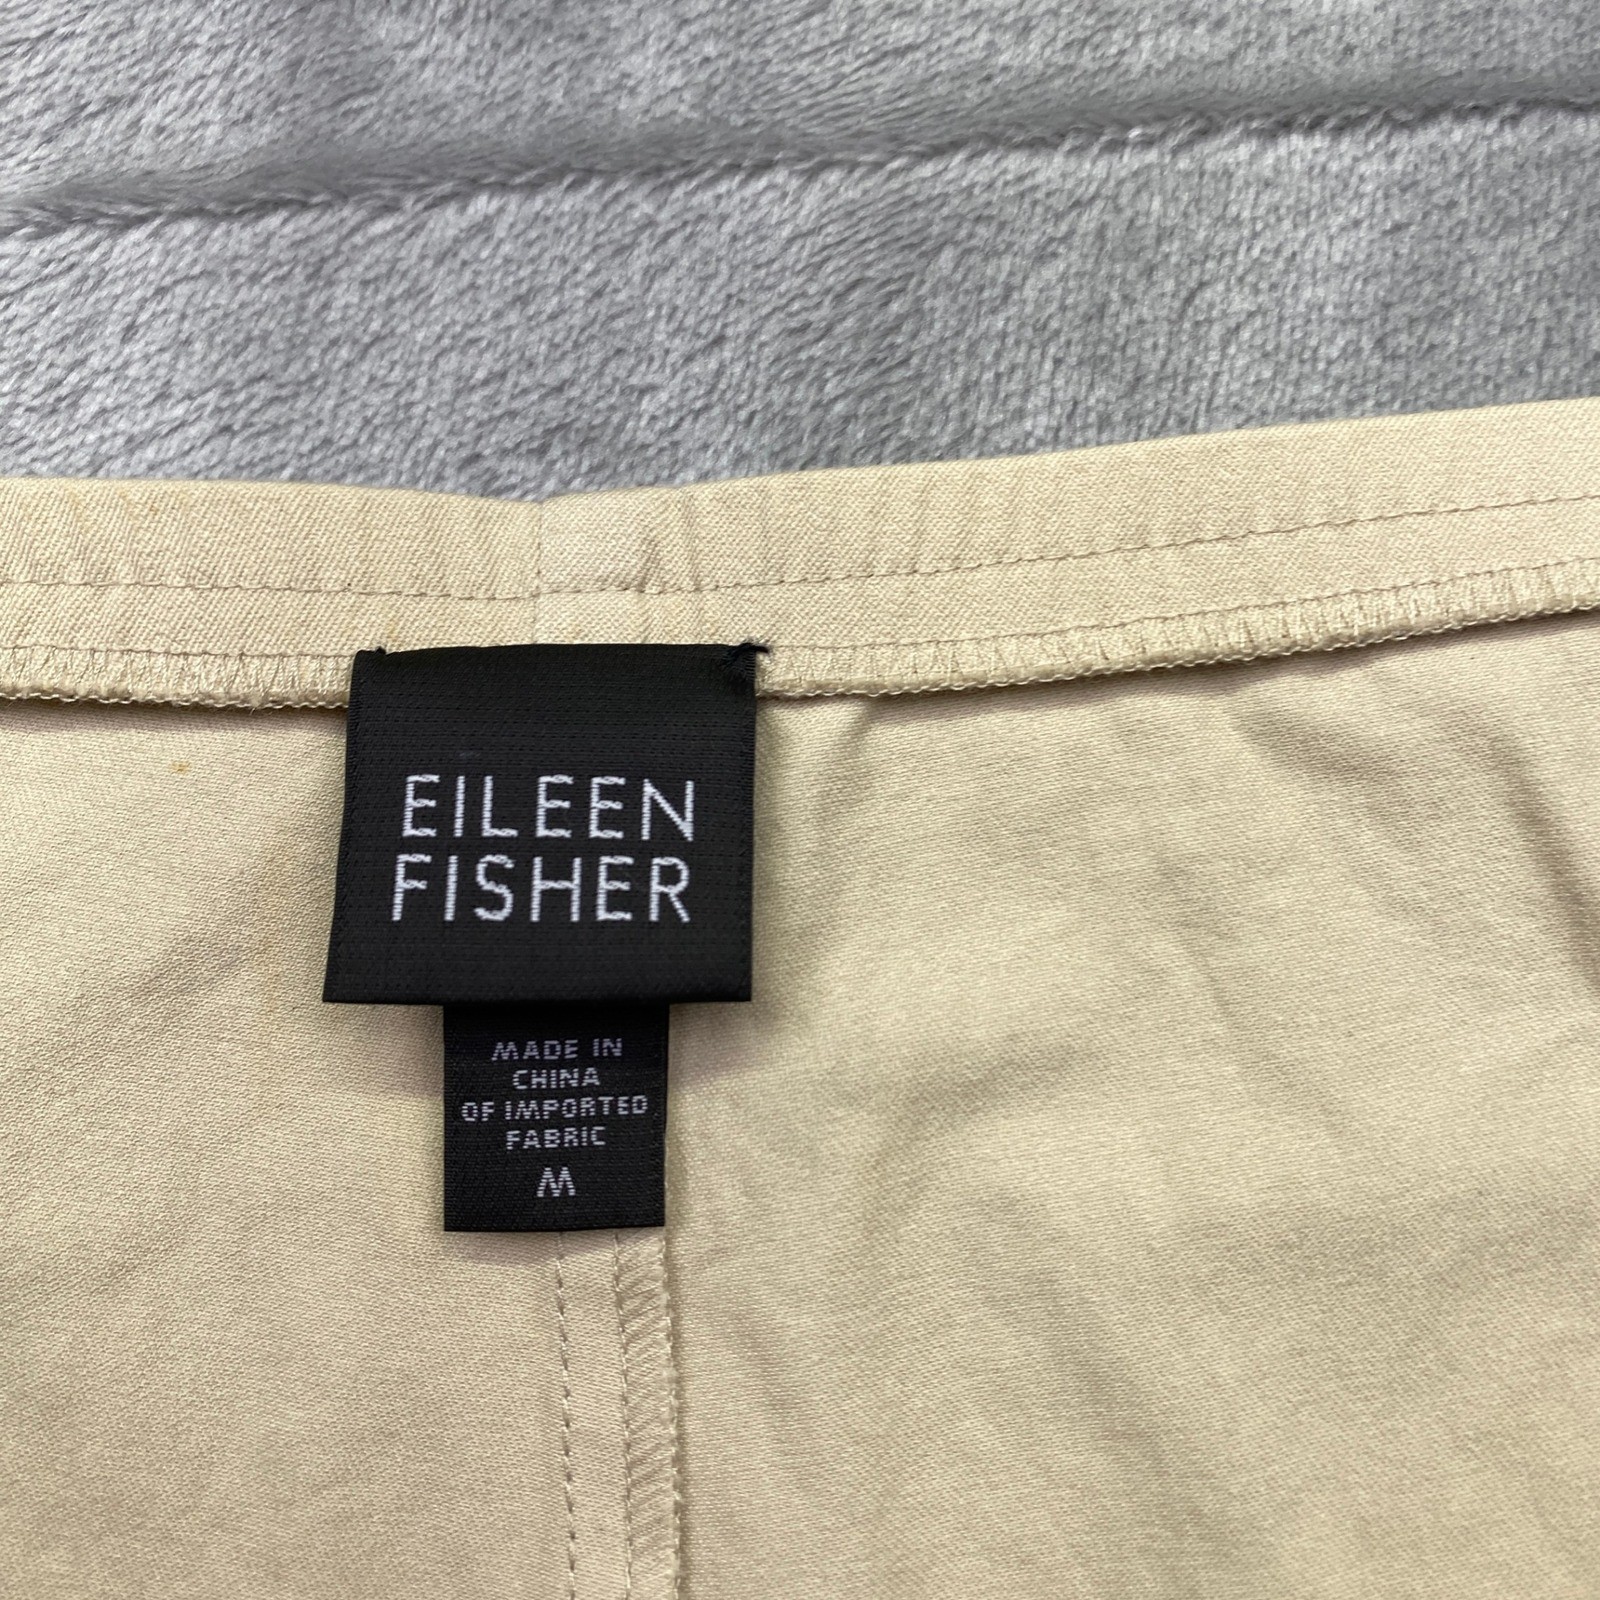 EILEEN
FISHER
MADE IN
CHINA
OF IMPORTED
FABRIC
M